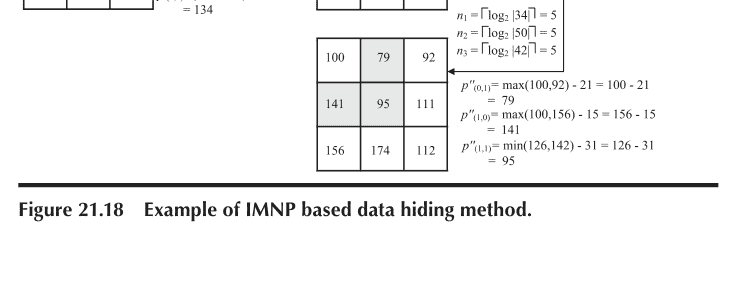 = 134
n₁ = ⌈log₂ |34|⌉ = 5
n₂ = ⌈log₂ |50|⌉ = 5
n₃ = ⌈log₂ |42|⌉ = 5
100 79 92
141 95 111
156 174 112
p″(0,1)= max(100,92) - 21 = 100 - 21
= 79
p″(1,0)= max(100,156) - 15 = 156 - 15
= 141
p″(1,1)= min(126,142) - 31 = 126 - 31
= 95
Figure 21.18 Example of IMNP based data hiding method.